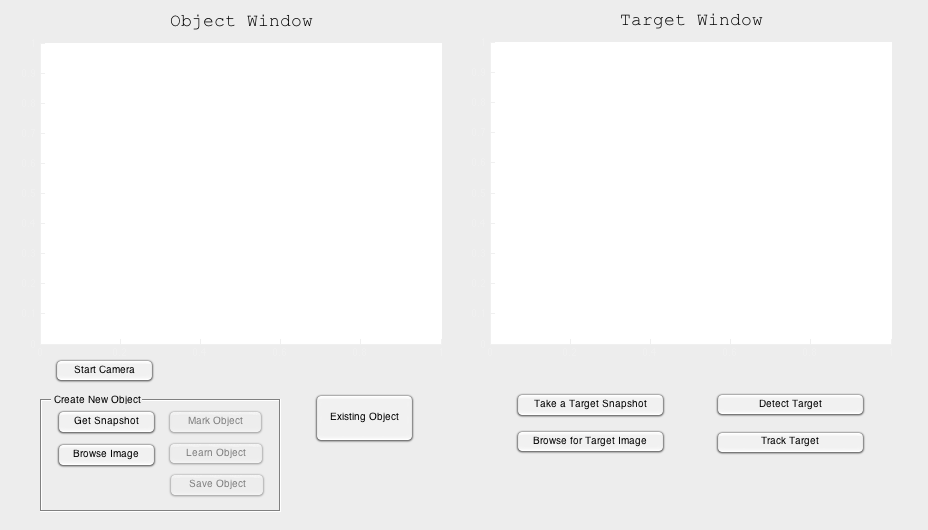 Object Window
Target Window
Start Camera
Create New Object
Get Snapshot
Mark Object
Browse Image
Learn Object
Save Object
Existing Object
Take a Target Snapshot
Detect Target
Browse for Target Image
Track Target